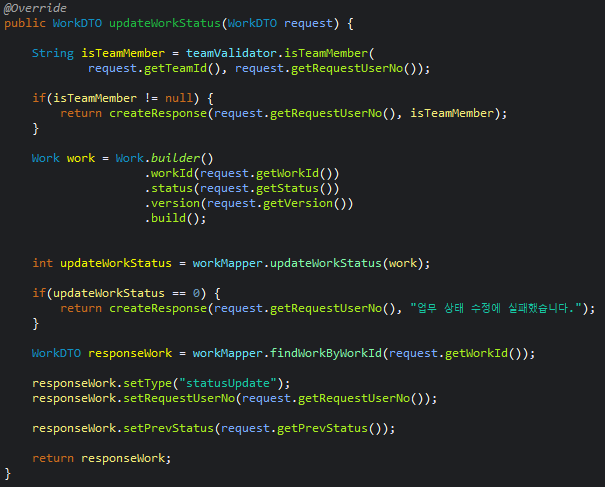 @Override
public WorkDTO updateWorkStatus(WorkDTO request) {
String isTeamMember = teamValidator.isTeamMember(
request.getTeamId(), request.getRequestUserNo());
if(isTeamMember != null) {
return createResponse(request.getRequestUserNo(), isTeamMember);
}
Work work = Work.builder()
.workId(request.getWorkId())
.status(request.getStatus())
.version(request.getVersion())
.build();
int updateWorkStatus = workMapper.updateWorkStatus(work);
if(updateWorkStatus == 0) {
return createResponse(request.getRequestUserNo(), "업무 상태 수정에 실패했습니다.");
}
WorkDTO responseWork = workMapper.findWorkByWorkId(request.getWorkId());
responseWork.setType("statusUpdate");
responseWork.setRequestUserNo(request.getRequestUserNo());
responseWork.setPrevStatus(request.getPrevStatus());
return responseWork;
}